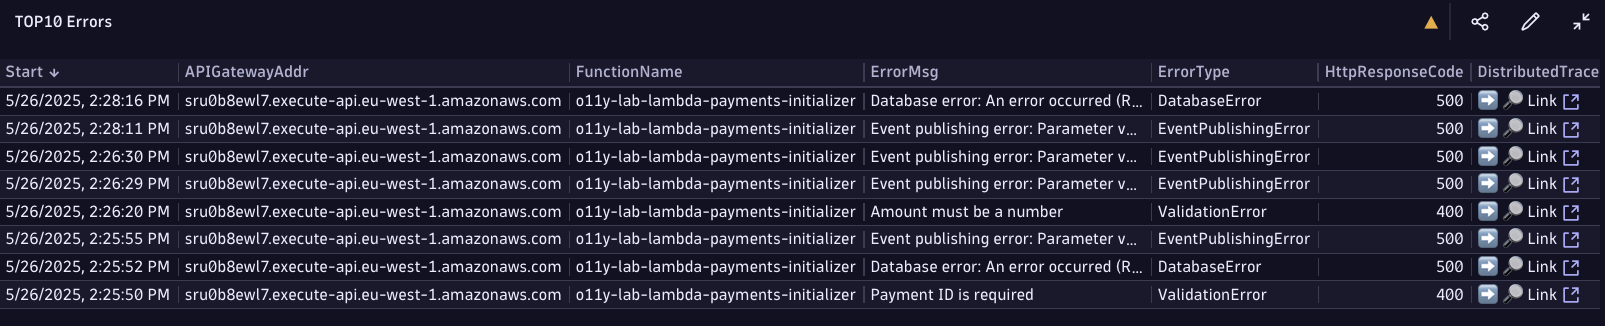 TOP10 Errors
Start ↓ APIGatewayAddr FunctionName ErrorMsg ErrorType HttpResponseCode DistributedTrace
5/26/2025, 2:28:16 PM sru0b8ewl7.execute-api.eu-west-1.amazonaws.com o11y-lab-lambda-payments-initializer Database error: An error occurred (R... DatabaseError 500 ➡️ 🔎 Link
5/26/2025, 2:28:11 PM sru0b8ewl7.execute-api.eu-west-1.amazonaws.com o11y-lab-lambda-payments-initializer Event publishing error: Parameter v... EventPublishingError 500 ➡️ 🔎 Link
5/26/2025, 2:26:30 PM sru0b8ewl7.execute-api.eu-west-1.amazonaws.com o11y-lab-lambda-payments-initializer Event publishing error: Parameter v... EventPublishingError 500 ➡️ 🔎 Link
5/26/2025, 2:26:29 PM sru0b8ewl7.execute-api.eu-west-1.amazonaws.com o11y-lab-lambda-payments-initializer Event publishing error: Parameter v... EventPublishingError 500 ➡️ 🔎 Link
5/26/2025, 2:26:20 PM sru0b8ewl7.execute-api.eu-west-1.amazonaws.com o11y-lab-lambda-payments-initializer Amount must be a number ValidationError 400 ➡️ 🔎 Link
5/26/2025, 2:25:55 PM sru0b8ewl7.execute-api.eu-west-1.amazonaws.com o11y-lab-lambda-payments-initializer Event publishing error: Parameter v... EventPublishingError 500 ➡️ 🔎 Link
5/26/2025, 2:25:52 PM sru0b8ewl7.execute-api.eu-west-1.amazonaws.com o11y-lab-lambda-payments-initializer Database error: An error occurred (R... DatabaseError 500 ➡️ 🔎 Link
5/26/2025, 2:25:50 PM sru0b8ewl7.execute-api.eu-west-1.amazonaws.com o11y-lab-lambda-payments-initializer Payment ID is required ValidationError 400 ➡️ 🔎 Link